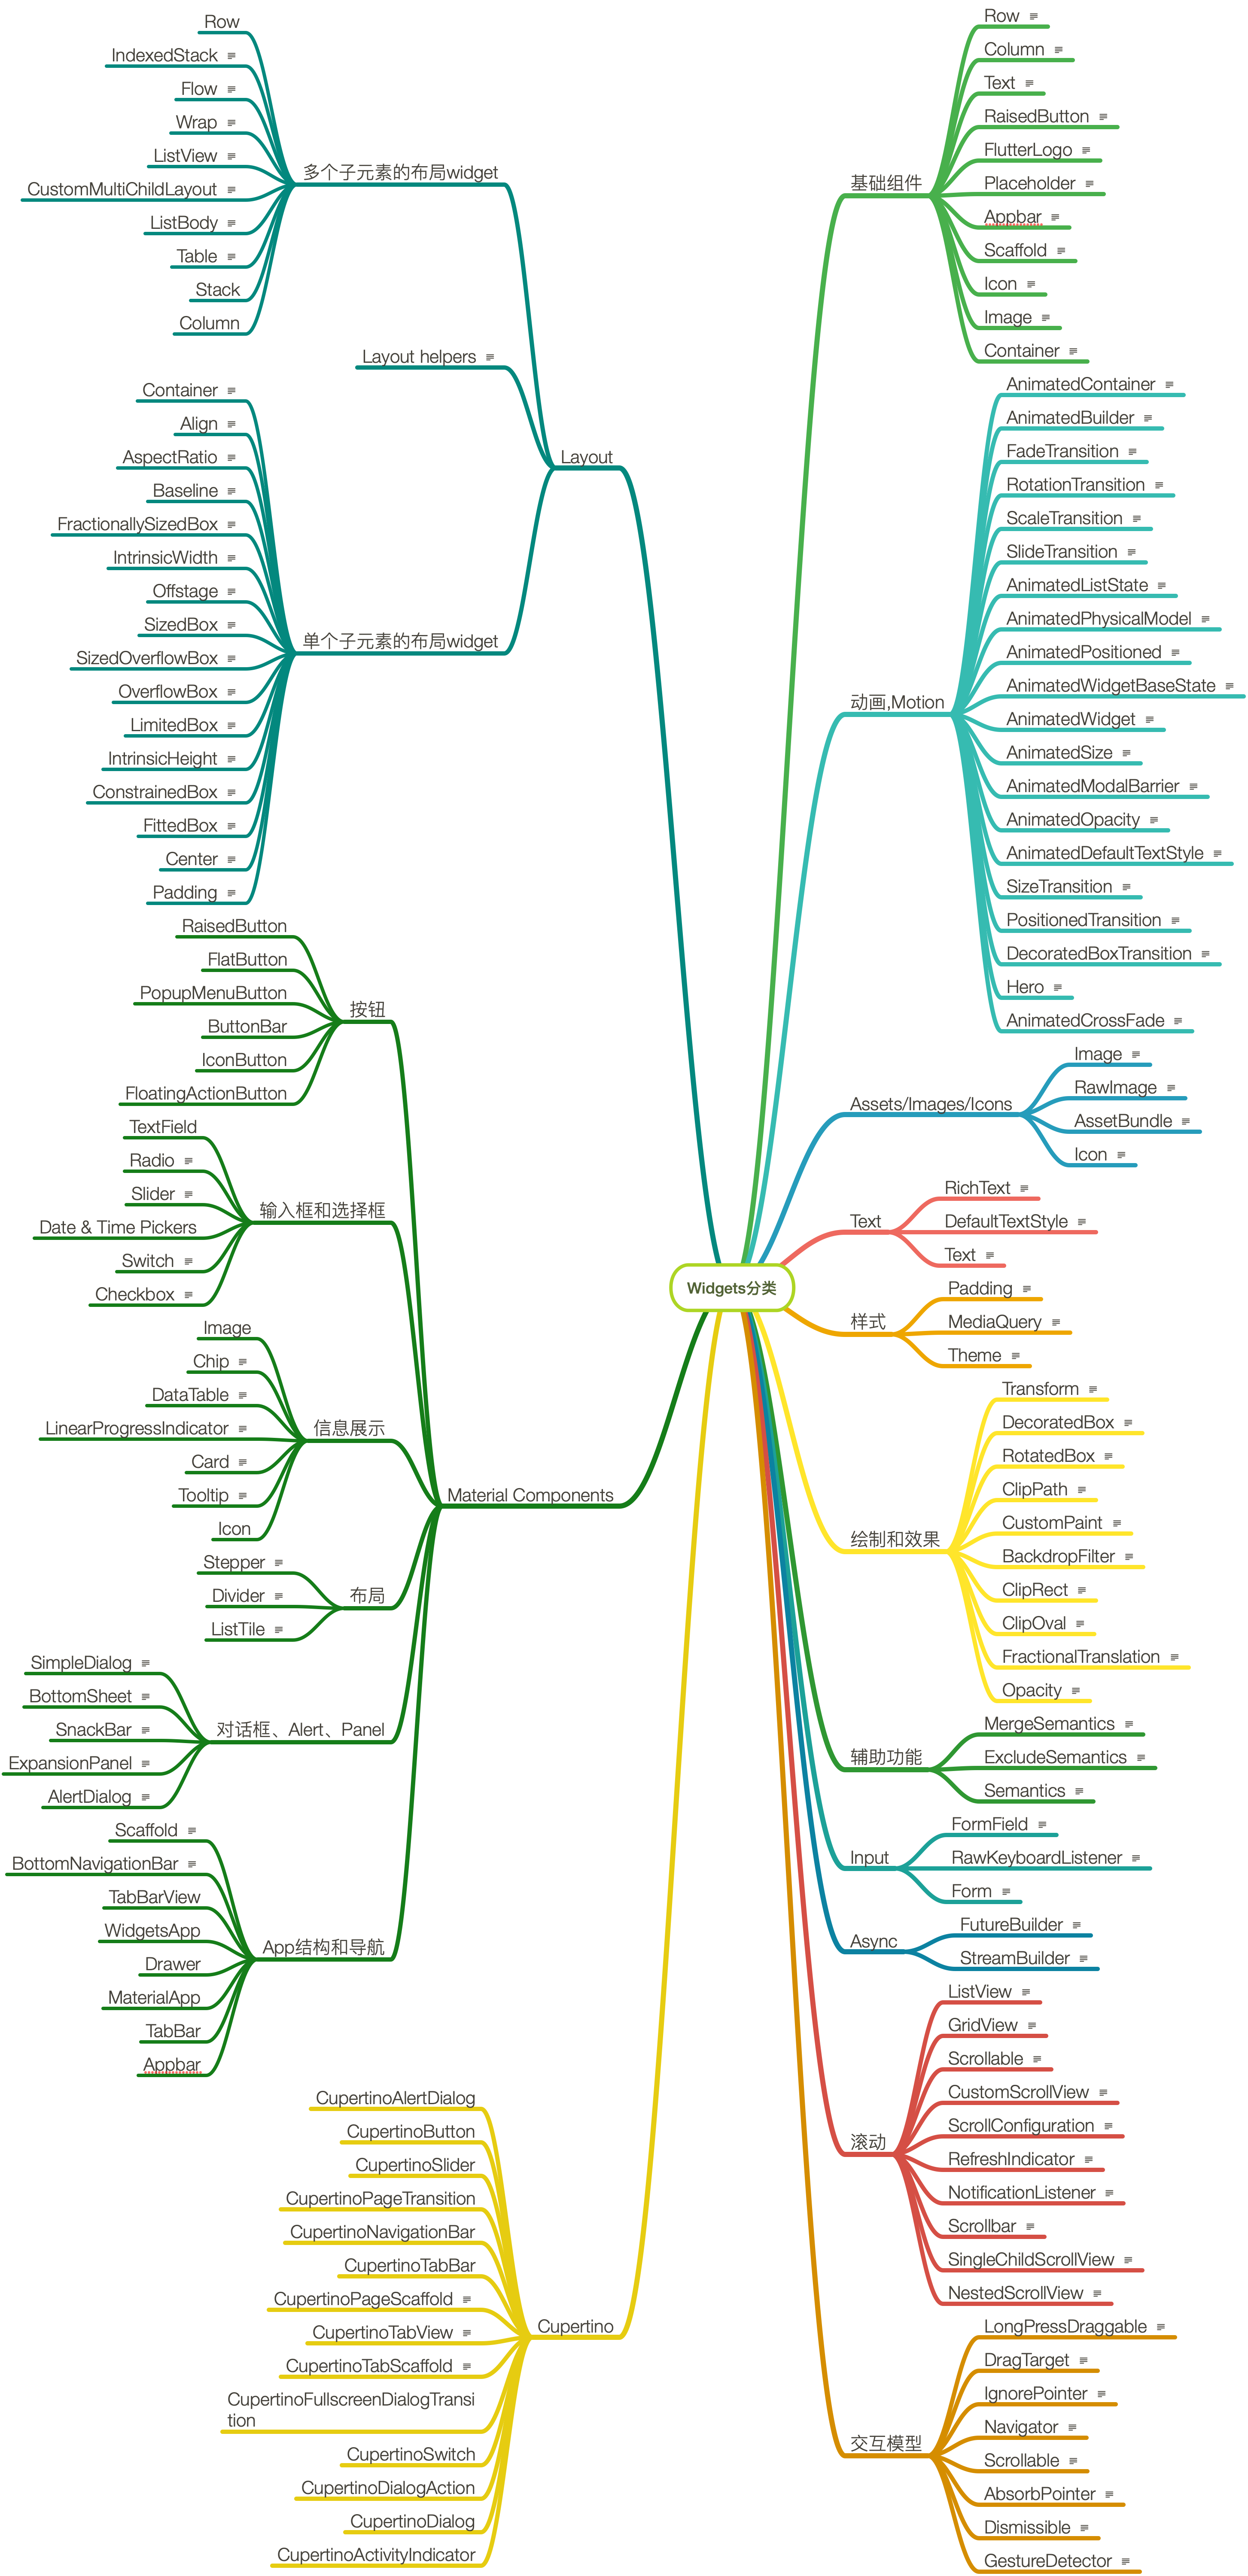 Widgets分类
基础组件
Row
Column
Text
RaisedButton
FlutterLogo
Placeholder
Appbar
Scaffold
Icon
Image
Container
动画,Motion
AnimatedContainer
AnimatedBuilder
FadeTransition
RotationTransition
ScaleTransition
SlideTransition
AnimatedListState
AnimatedPhysicalModel
AnimatedPositioned
AnimatedWidgetBaseState
AnimatedWidget
AnimatedSize
AnimatedModalBarrier
AnimatedOpacity
AnimatedDefaultTextStyle
SizeTransition
PositionedTransition
DecoratedBoxTransition
Hero
AnimatedCrossFade
Assets/Images/Icons
Image
RawImage
AssetBundle
Icon
Text
RichText
DefaultTextStyle
Text
样式
Padding
MediaQuery
Theme
绘制和效果
Transform
DecoratedBox
RotatedBox
ClipPath
CustomPaint
BackdropFilter
ClipRect
ClipOval
FractionalTranslation
Opacity
辅助功能
MergeSemantics
ExcludeSemantics
Semantics
Input
FormField
RawKeyboardListener
Form
Async
FutureBuilder
StreamBuilder
滚动
ListView
GridView
Scrollable
CustomScrollView
ScrollConfiguration
RefreshIndicator
NotificationListener
Scrollbar
SingleChildScrollView
NestedScrollView
交互模型
LongPressDraggable
DragTarget
IgnorePointer
Navigator
Scrollable
AbsorbPointer
Dismissible
GestureDetector
Layout
多个子元素的布局widget
Row
IndexedStack
Flow
Wrap
ListView
CustomMultiChildLayout
ListBody
Table
Stack
Column
Layout helpers
单个子元素的布局widget
Container
Align
AspectRatio
Baseline
FractionallySizedBox
IntrinsicWidth
Offstage
SizedBox
SizedOverflowBox
OverflowBox
LimitedBox
IntrinsicHeight
ConstrainedBox
FittedBox
Center
Padding
Material Components
按钮
RaisedButton
FlatButton
PopupMenuButton
ButtonBar
IconButton
FloatingActionButton
输入框和选择框
TextField
Radio
Slider
Date & Time Pickers
Switch
Checkbox
信息展示
Image
Chip
DataTable
LinearProgressIndicator
Card
Tooltip
Icon
布局
Stepper
Divider
ListTile
对话框、Alert、Panel
SimpleDialog
BottomSheet
SnackBar
ExpansionPanel
AlertDialog
App结构和导航
Scaffold
BottomNavigationBar
TabBarView
WidgetsApp
Drawer
MaterialApp
TabBar
Appbar
Cupertino
CupertinoAlertDialog
CupertinoButton
CupertinoSlider
CupertinoPageTransition
CupertinoNavigationBar
CupertinoTabBar
CupertinoPageScaffold
CupertinoTabView
CupertinoTabScaffold
CupertinoFullscreenDialogTransi
tion
CupertinoSwitch
CupertinoDialogAction
CupertinoDialog
CupertinoActivityIndicator